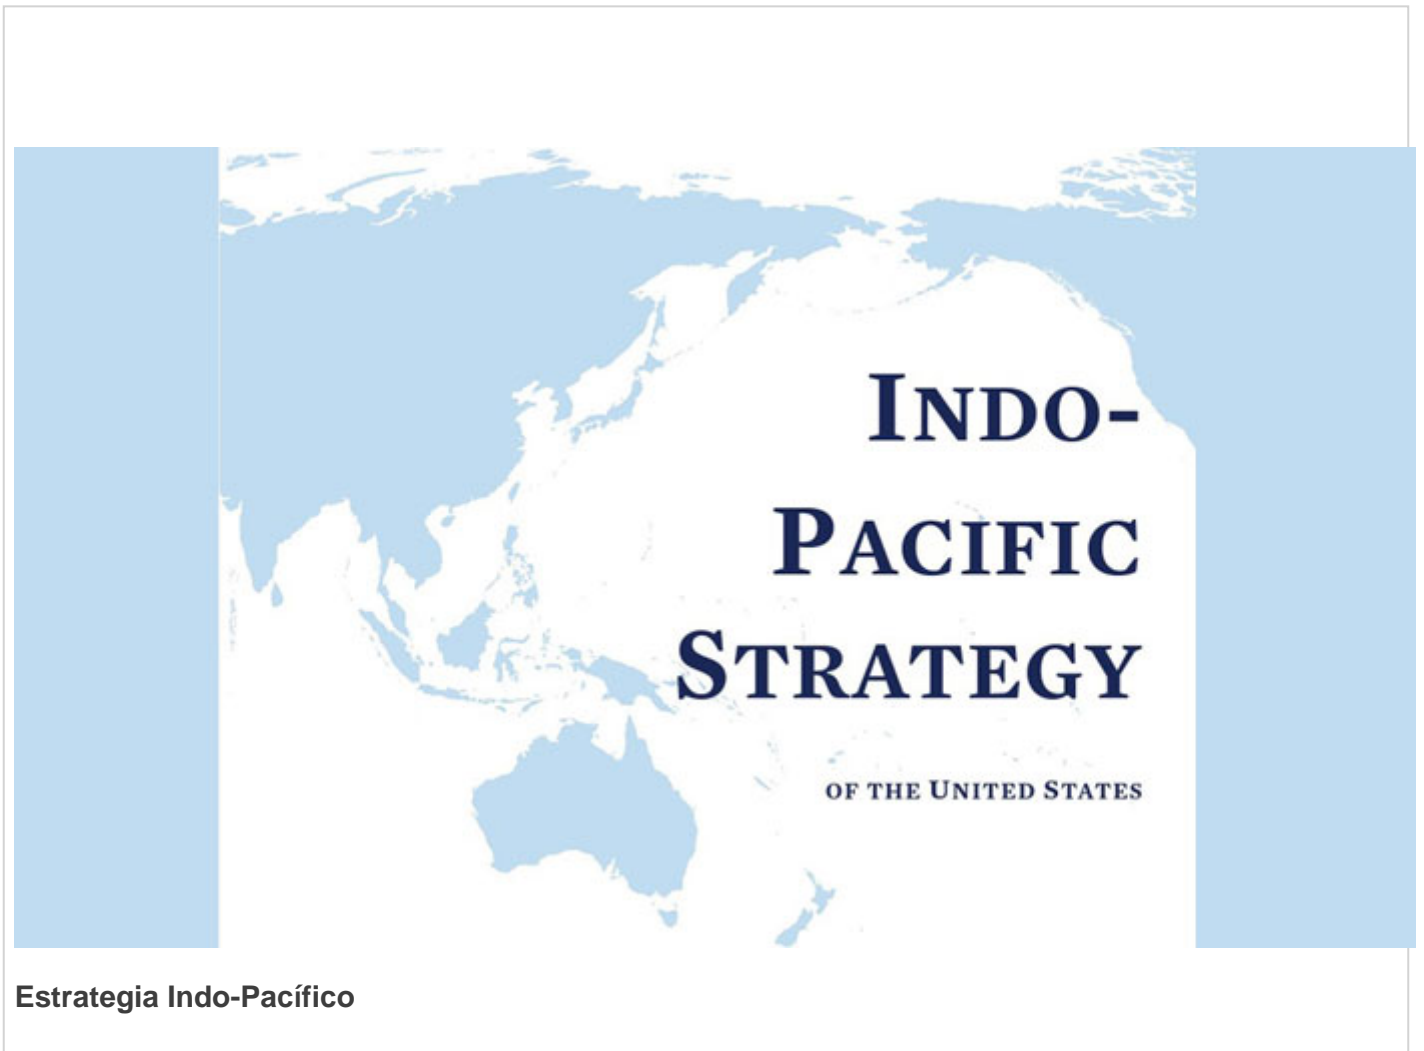 INDO-
PACIFIC
STRATEGY
OF THE UNITED STATES
Estrategia Indo-Pacífico